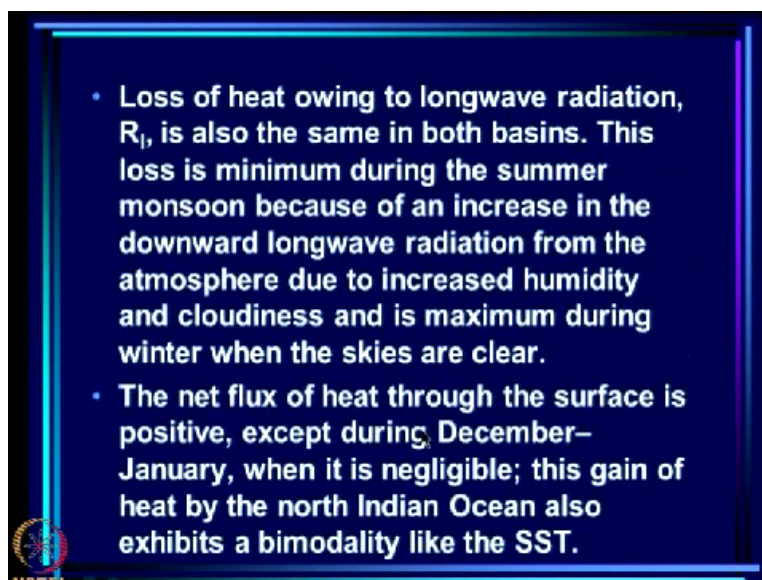 • Loss of heat owing to longwave radiation,
Rl, is also the same in both basins. This
loss is minimum during the summer
monsoon because of an increase in the
downward longwave radiation from the
atmosphere due to increased humidity
and cloudiness and is maximum during
winter when the skies are clear.
• The net flux of heat through the surface is
positive, except during December–
January, when it is negligible; this gain of
heat by the north Indian Ocean also
exhibits a bimodality like the SST.